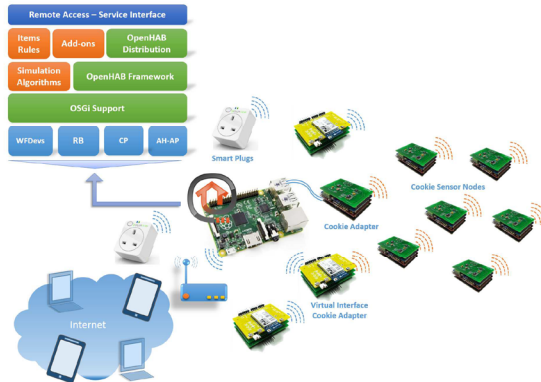 Remote Access – Service Interface
Items
Rules
Add-ons
OpenHAB
Distribution
Simulation
Algorithms
OpenHAB Framework
OSGi Support
WFDevs
RB
CP
AH-AP
Smart Plugs
Cookie Sensor Nodes
Cookie Adapter
Virtual Interface
Cookie Adapter
Internet